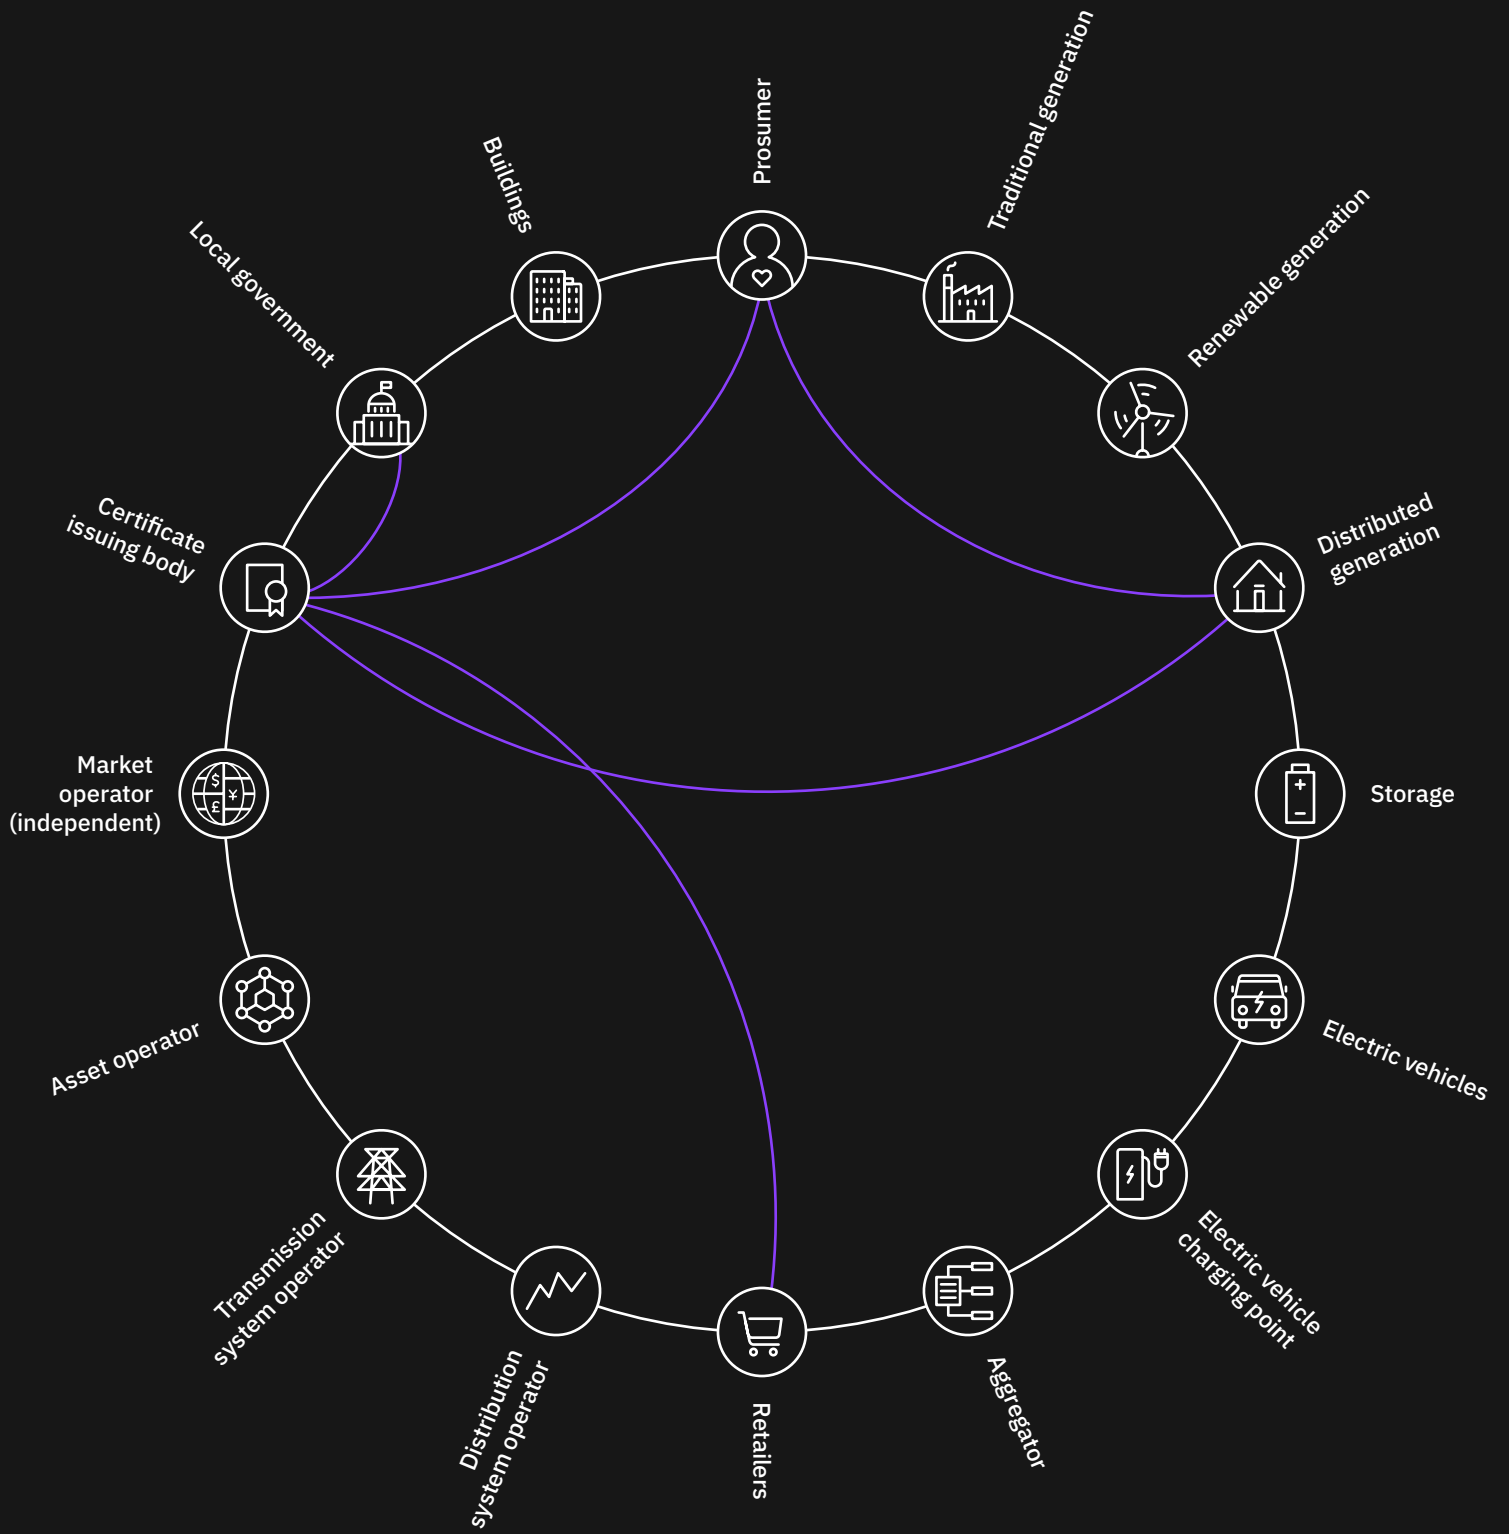 Prosumer
Traditional generation
Renewable generation
Distributed
generation
Storage
Electric vehicles
Electric vehicle
charging point
Aggregator
Retailers
Distribution
system operator
Transmission
system operator
Asset operator
Market
operator
(independent)
Certificate
issuing body
Local government
Buildings
$
¥
£